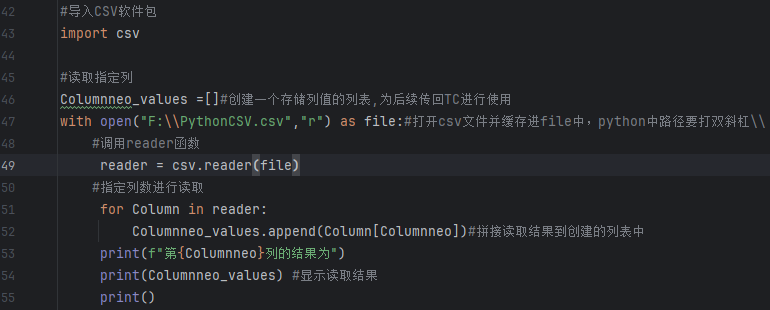 42 #导入CSV软件包
43 import csv
44
45 #读取指定列
46 Columnneo_values =[]#创建一个存储列值的列表,为后续传回TC进行使用
47 with open("F:\\PythonCSV.csv","r") as file:#打开csv文件并缓存进file中，python中路径要打双斜杠\\
48 #调用reader函数
49 reader = csv.reader(file)
50 #指定列数进行读取
51 for Column in reader:
52 Columnneo_values.append(Column[Columnneo])#拼接读取结果到创建的列表中
53 print(f"第{Columnneo}列的结果为")
54 print(Columnneo_values) #显示读取结果
55 print()